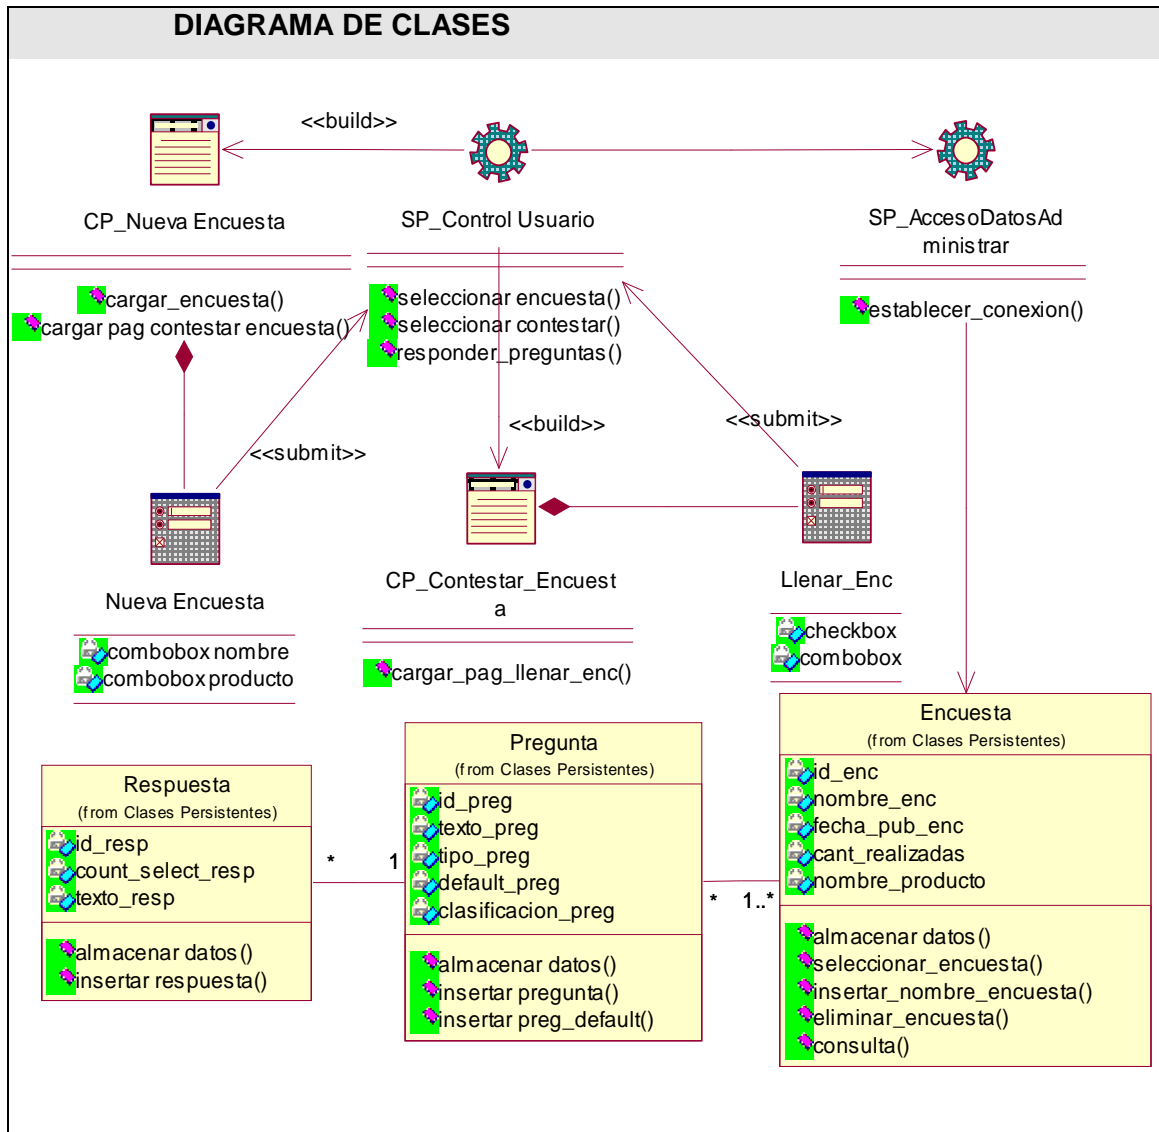 DIAGRAMA DE CLASES
<<build>>
CP_Nueva Encuesta
SP_Control Usuario
SP_AccesoDatosAd
ministrar
cargar_encuesta()
cargar pag contestar encuesta()
seleccionar encuesta()
seleccionar contestar()
responder_preguntas()
establecer_conexion()
<<submit>>
<<build>>
<<submit>>
Nueva Encuesta
combobox nombre
combobox producto
CP_Contestar_Encuest
a
cargar_pag_llenar_enc()
Llenar_Enc
checkbox
combobox
Respuesta
(from Clases Persistentes)
id_resp
count_select_resp
texto_resp
almacenar datos()
insertar respuesta()
* 1
Pregunta
(from Clases Persistentes)
id_preg
texto_preg
tipo_preg
default_preg
clasificacion_preg
almacenar datos()
insertar pregunta()
insertar preg_default()
* 1..*
Encuesta
(from Clases Persistentes)
id_enc
nombre_enc
fecha_pub_enc
cant_realizadas
nombre_producto
almacenar datos()
seleccionar_encuesta()
insertar_nombre_encuesta()
eliminar_encuesta()
consulta()